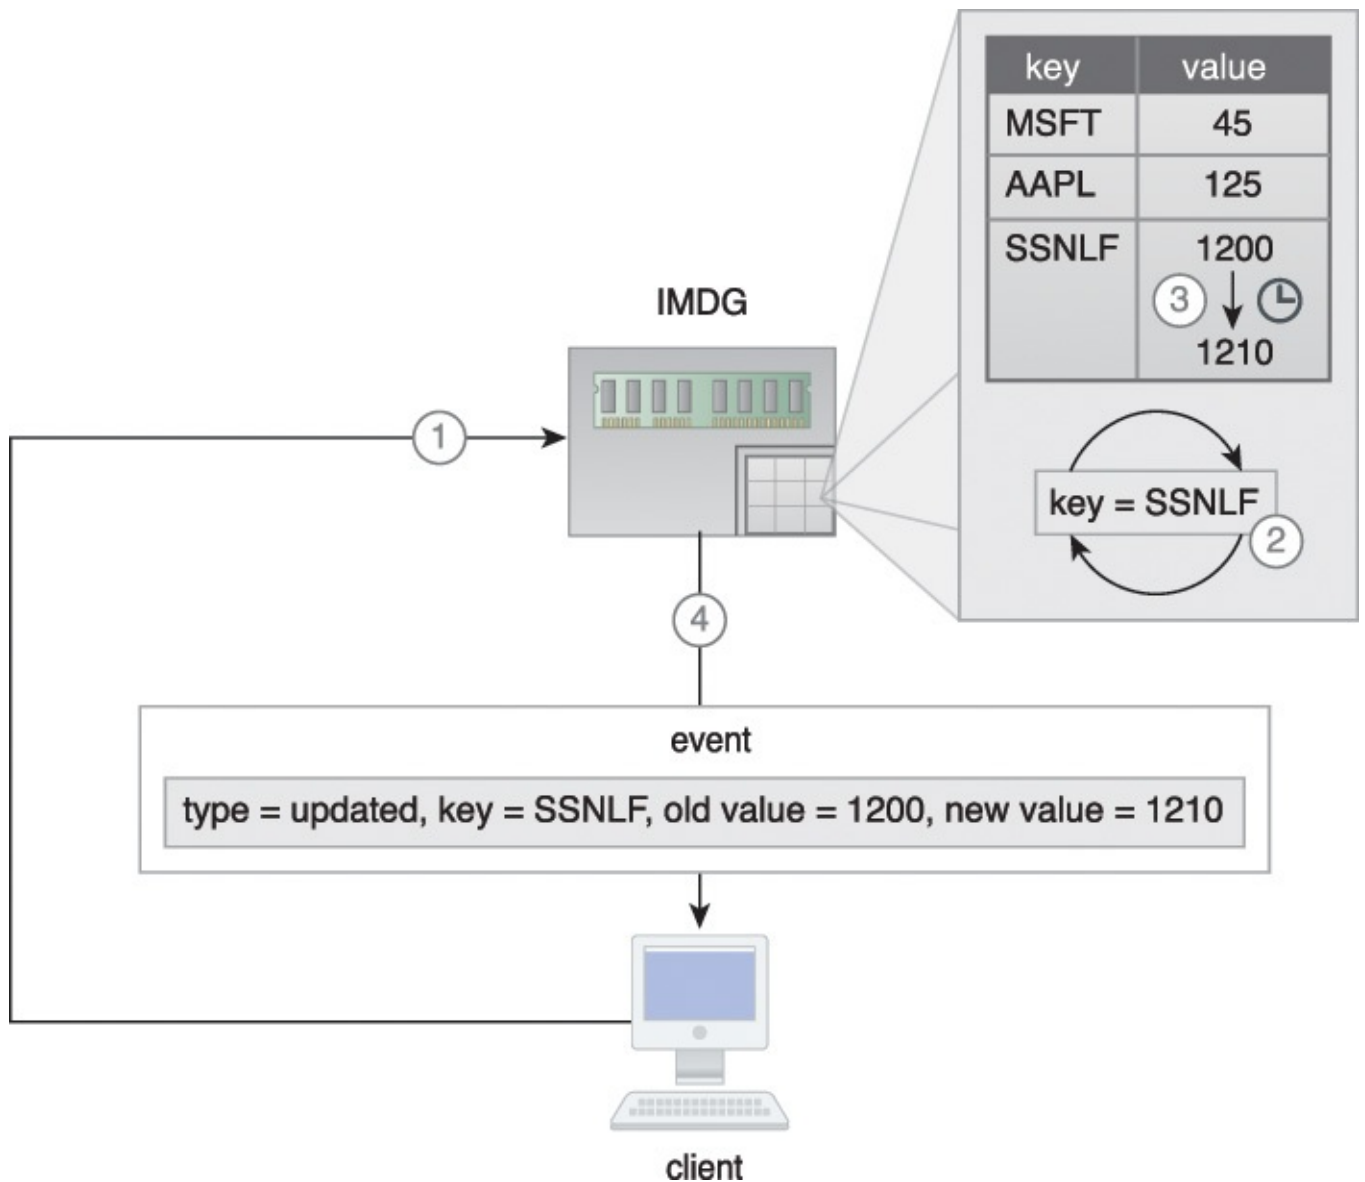 key value
MSFT 45
AAPL 125
SSNLF 1200
3
1210
IMDG
1
key = SSNLF
2
4
event
type = updated, key = SSNLF, old value = 1200, new value = 1210
client